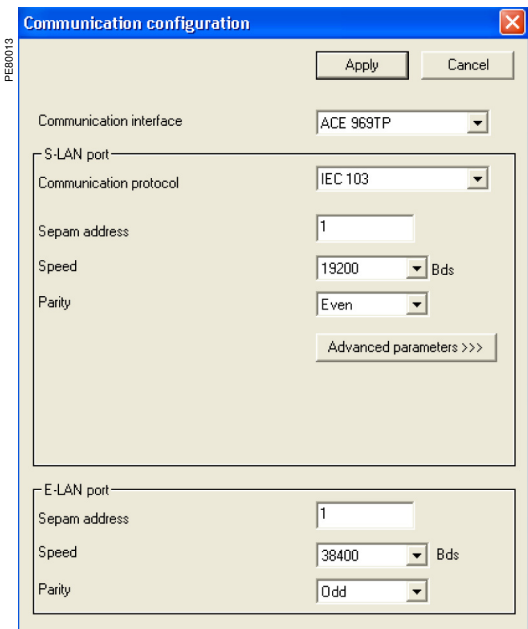 Communication configuration
PE80013
Apply Cancel
Communication interface ACE 969TP
S-LAN port
Communication protocol IEC 103
Sepam address 1
Speed 19200 Bds
Parity Even
Advanced parameters >>>
E-LAN port
Sepam address 1
Speed 38400 Bds
Parity Odd